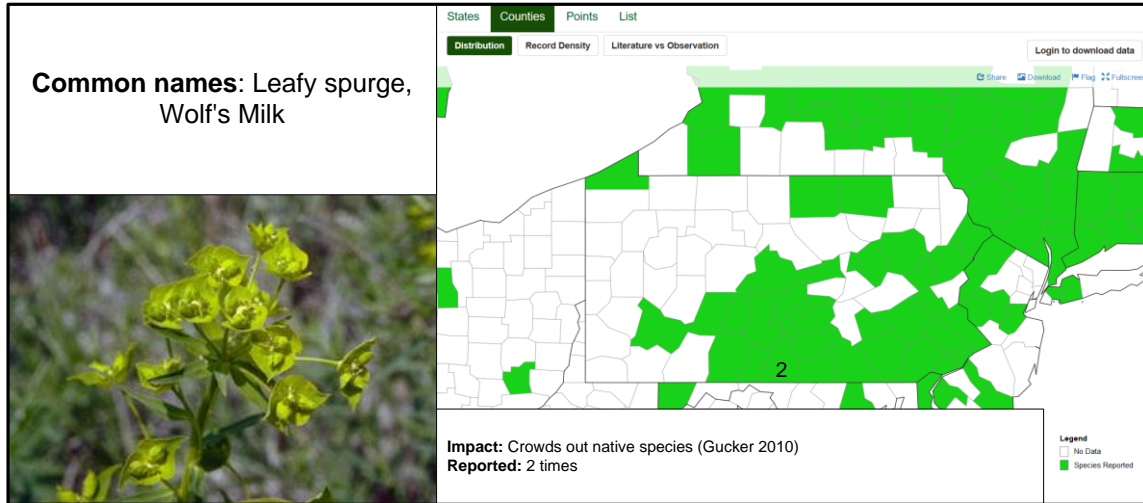 Common names: Leafy spurge,
Wolf's Milk
States Counties Points List
Distribution Record Density Literature vs Observation
Login to download data
Share Download Flag Fullscreen
2
Impact: Crowds out native species (Gucker 2010)
Reported: 2 times
Legend
No Data
Species Reported